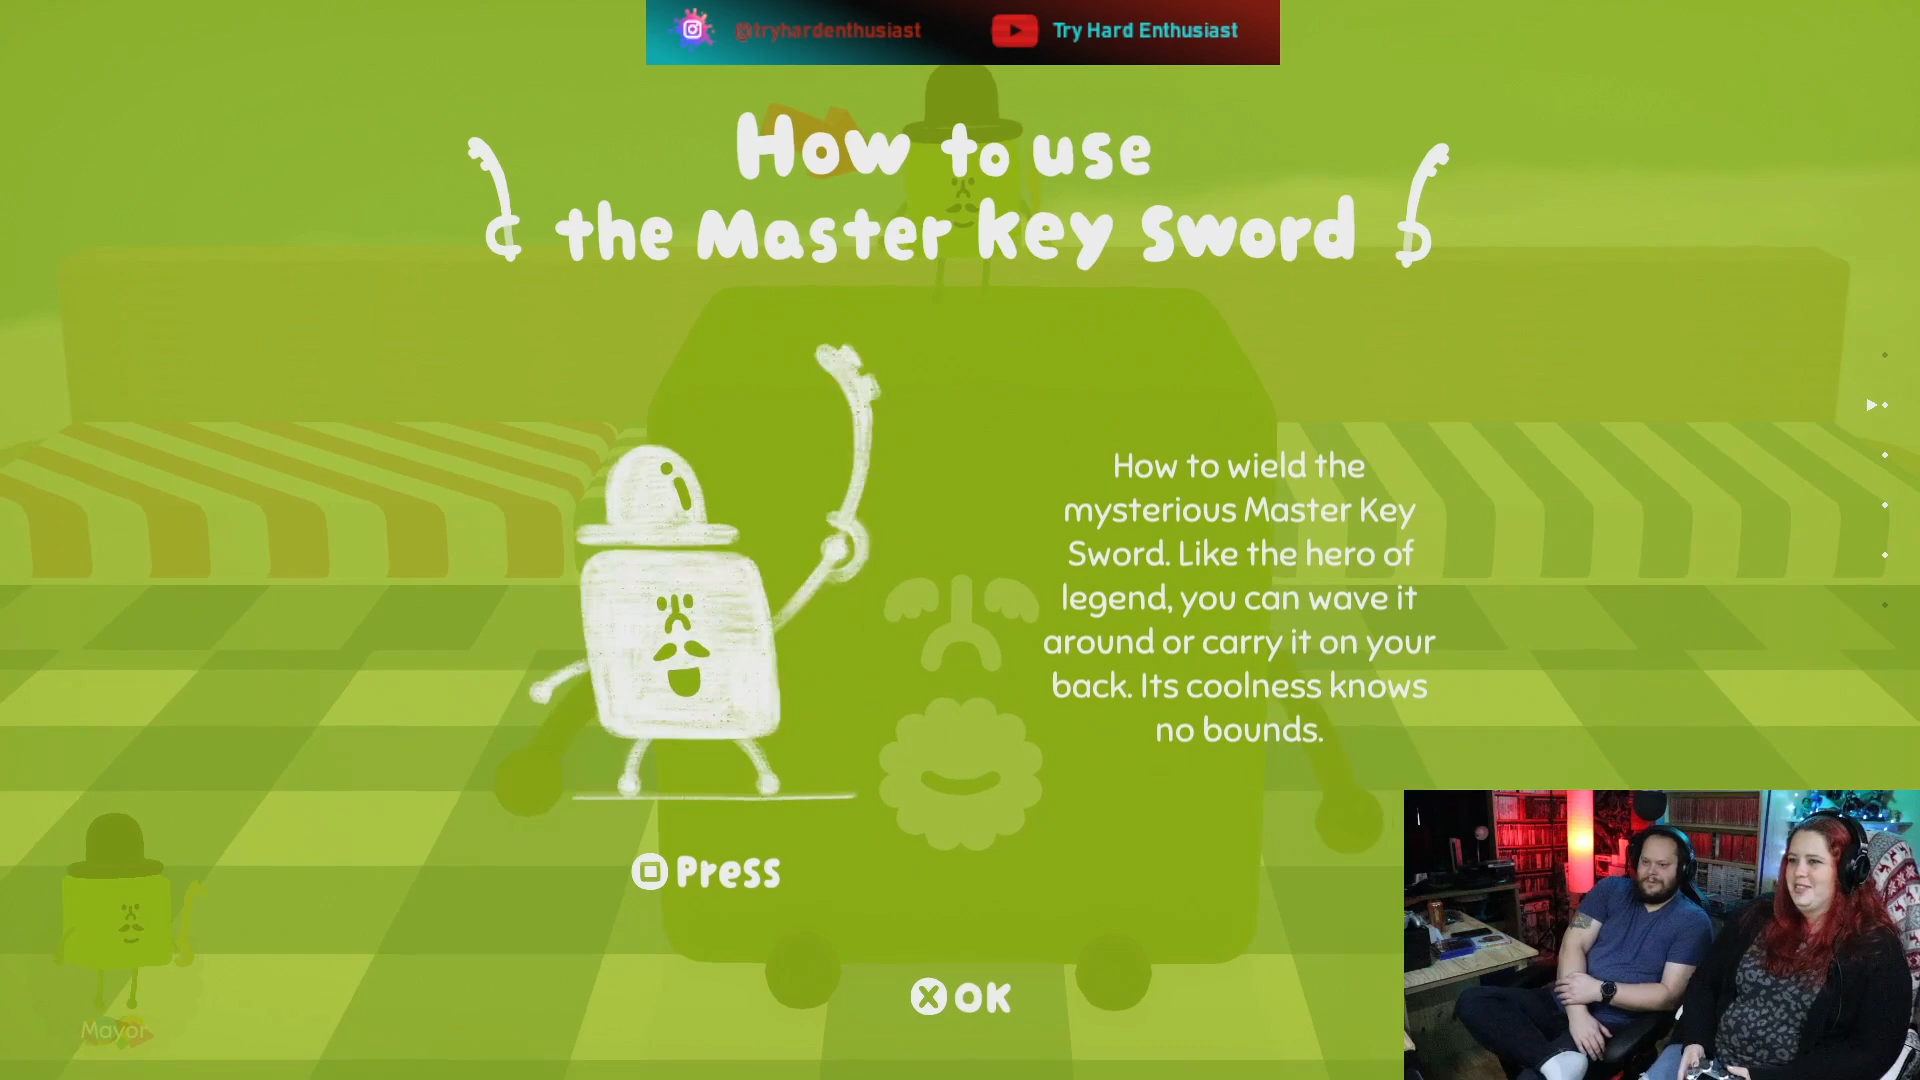 @tryhardenthusiast
Try Hard Enthusiast
How to use
the Master Key Sword
How to wield the
mysterious Master Key
Sword. Like the hero of
legend, you can wave it
around or carry it on your
back. Its coolness knows
no bounds.
Press
OK
Mayor